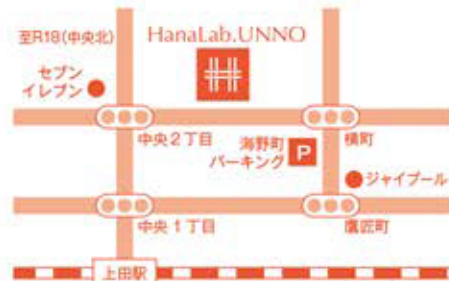 至R18(中央北)
HanaLab.UNNO
セブン
イレブン
中央2丁目
海野町
パーキング
P
横町
ジャイプール
中央1丁目
鷹匠町
上田駅